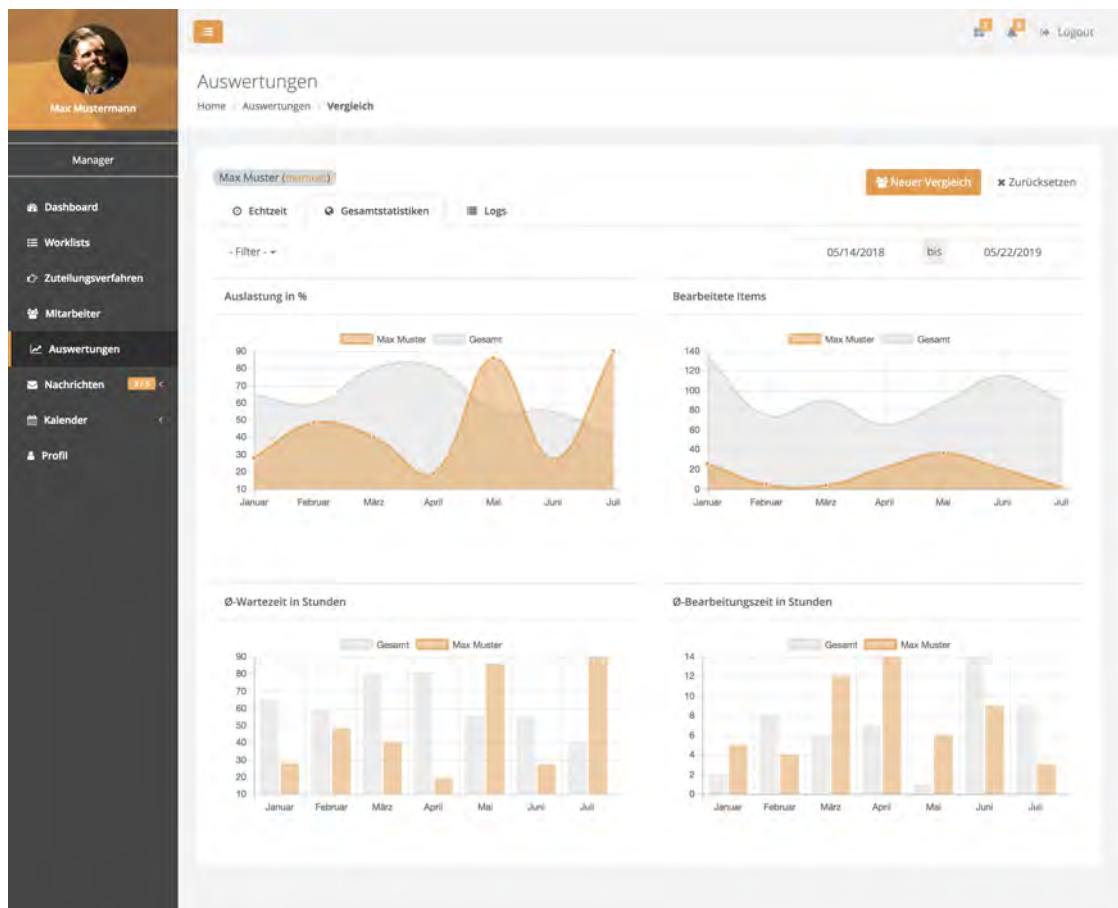 Logout
Max Mustermann
Manager
Dashboard
Worklists
Zuteilungsverfahren
Mitarbeiter
Auswertungen
Nachrichten
Kalender
Profil
Auswertungen
Home / Auswertungen / Vergleich
Max Muster (
Neuer Vergleich
Zurücksetzen
Echtzeit
Gesamtstatistiken
Logs
- Filter -
05/14/2018 bis 05/22/2019
Auslastung in %
Max Muster Gesamt
90
80
70
60
50
40
30
20
10
Januar Februar März April Mai Juni Juli
Bearbeitete Items
Max Muster Gesamt
140
120
100
80
60
40
20
0
Januar Februar März April Mai Juni Juli
Ø-Wartezeit in Stunden
Gesamt Max Muster
90
80
70
60
50
40
30
20
10
Januar Februar März April Mai Juni Juli
Ø-Bearbeitungszeit in Stunden
Gesamt Max Muster
14
12
10
8
6
4
2
0
Januar Februar März April Mai Juni Juli